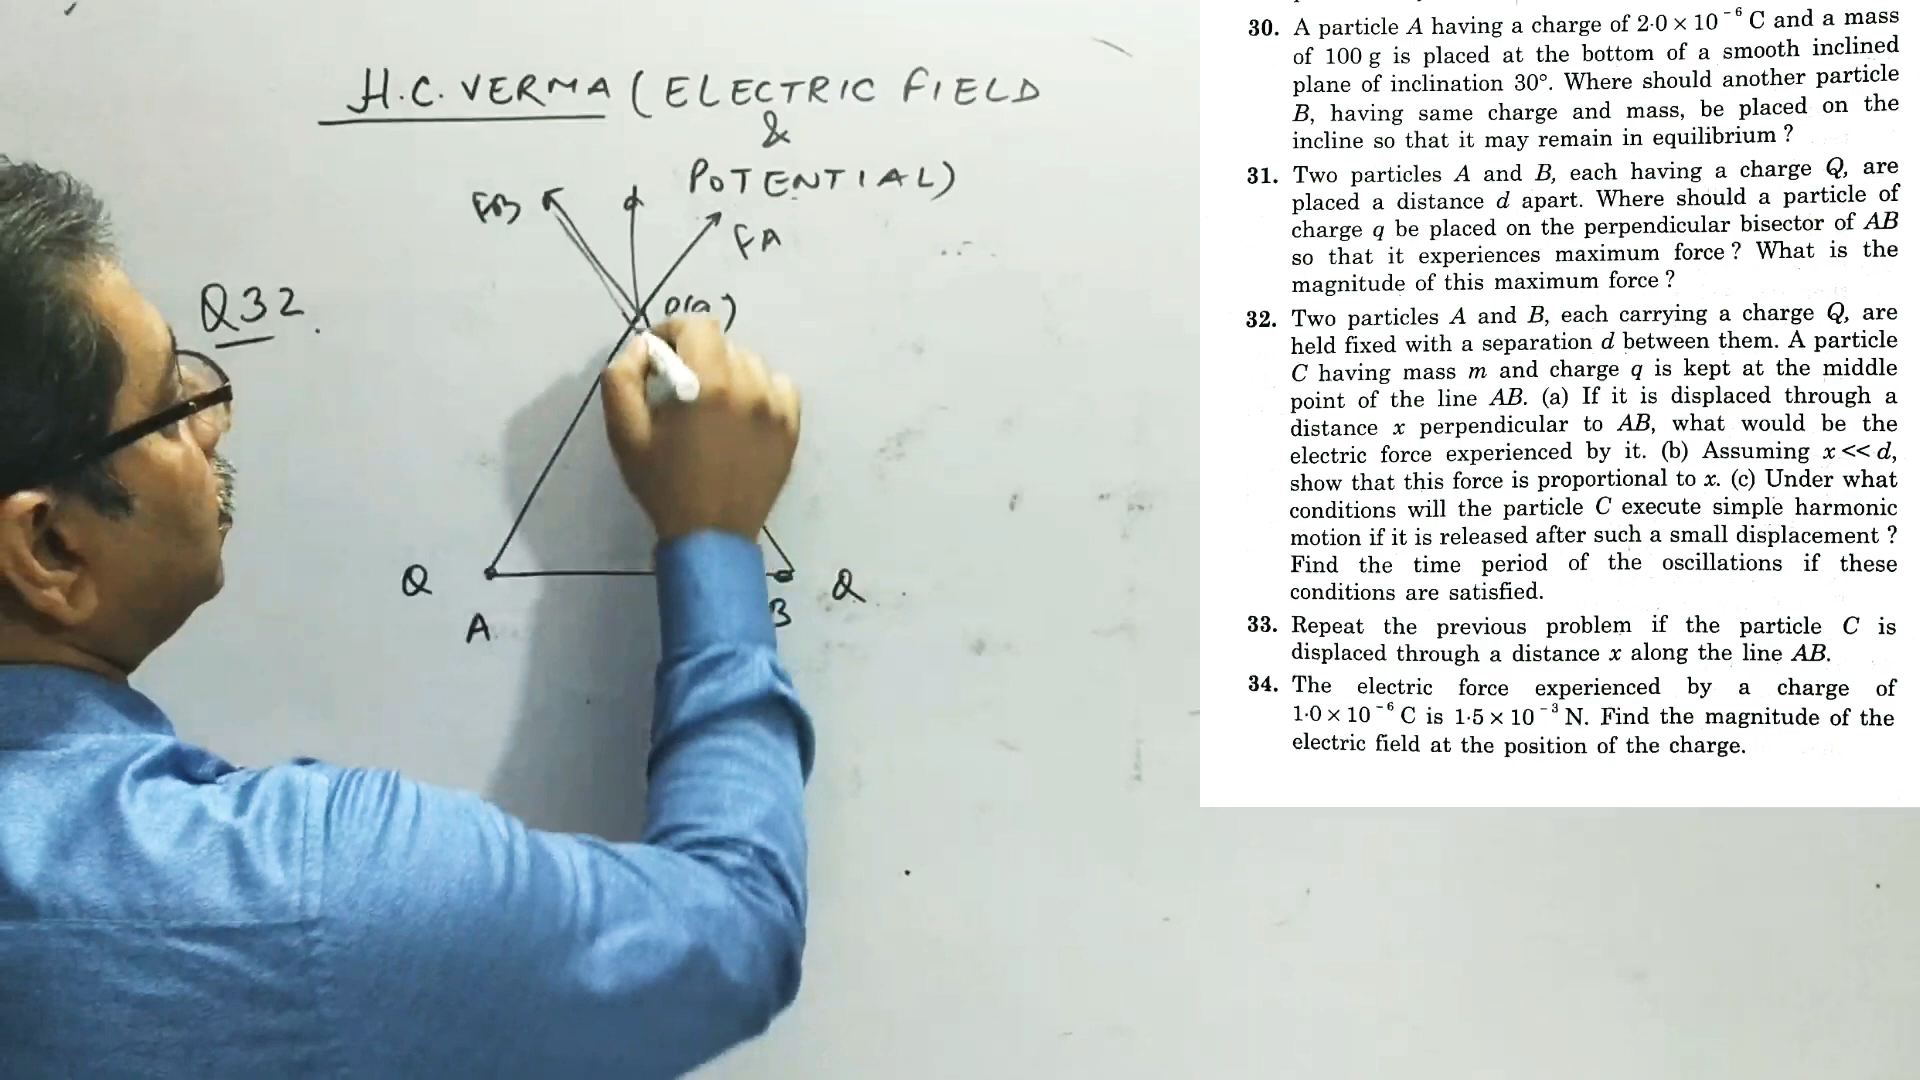 H.C. VERMA ( ELECTRIC FIELD
&
POTENTIAL)
FB
FA
Q32.
Q
A
B
Q
30. A particle A having a charge of 2·0 × 10⁻⁶ C and a mass
of 100 g is placed at the bottom of a smooth inclined
plane of inclination 30°. Where should another particle
B, having same charge and mass, be placed on the
incline so that it may remain in equilibrium ?
31. Two particles A and B, each having a charge Q, are
placed a distance d apart. Where should a particle of
charge q be placed on the perpendicular bisector of AB
so that it experiences maximum force ? What is the
magnitude of this maximum force ?
32. Two particles A and B, each carrying a charge Q, are
held fixed with a separation d between them. A particle
C having mass m and charge q is kept at the middle
point of the line AB. (a) If it is displaced through a
distance x perpendicular to AB, what would be the
electric force experienced by it. (b) Assuming x << d,
show that this force is proportional to x. (c) Under what
conditions will the particle C execute simple harmonic
motion if it is released after such a small displacement ?
Find the time period of the oscillations if these
conditions are satisfied.
33. Repeat the previous problem if the particle C is
displaced through a distance x along the line AB.
34. The electric force experienced by a charge of
1·0 × 10⁻⁶ C is 1·5 × 10⁻³ N. Find the magnitude of the
electric field at the position of the charge.